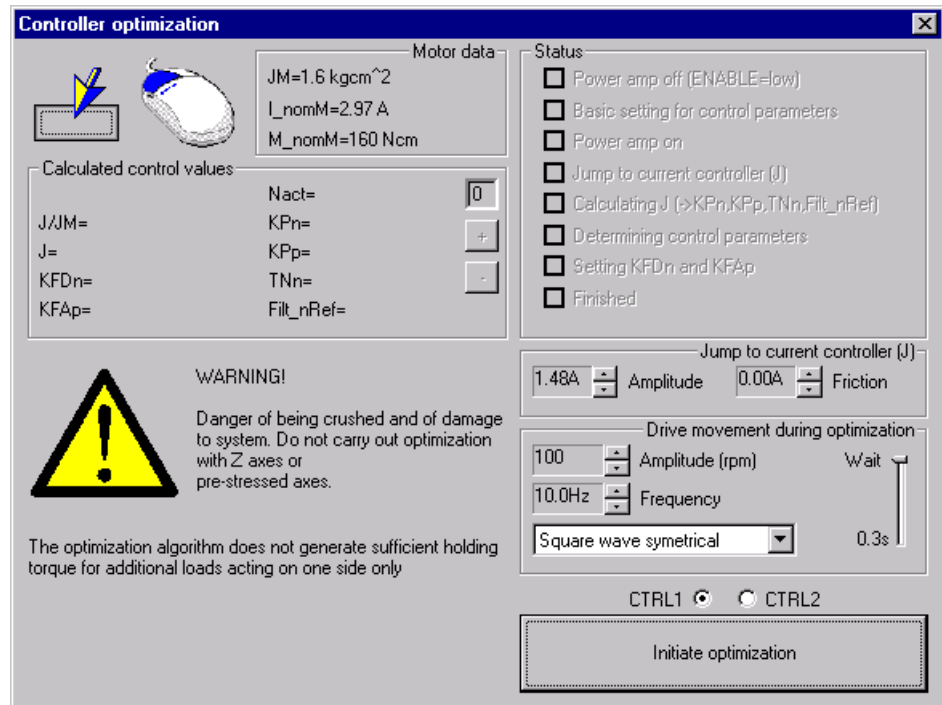 Controller optimization
Motor data
JM=1.6 kgcm^2
I_nomM=2.97 A
M_nomM=160 Ncm
Calculated control values
Nact=
0
J/JM=
KPn=
+
J=
KPp=
KFDn=
TNn=
-
KFAp=
Filt_nRef=
WARNING!
Danger of being crushed and of damage
to system. Do not carry out optimization
with Z axes or
pre-stressed axes.
The optimization algorithm does not generate sufficient holding
torque for additional loads acting on one side only
Status
Power amp off (ENABLE=low)
Basic setting for control parameters
Power amp on
Jump to current controller (J)
Calculating J (->KPn,KPp,TNn,Filt_nRef)
Determining control parameters
Setting KFDn and KFAp
Finished
Jump to current controller (J)
1.48A Amplitude 0.00A Friction
Drive movement during optimization
100 Amplitude (rpm) Wait
10.0Hz Frequency
Square wave symetrical 0.3s
CTRL1 CTRL2
Initiate optimization